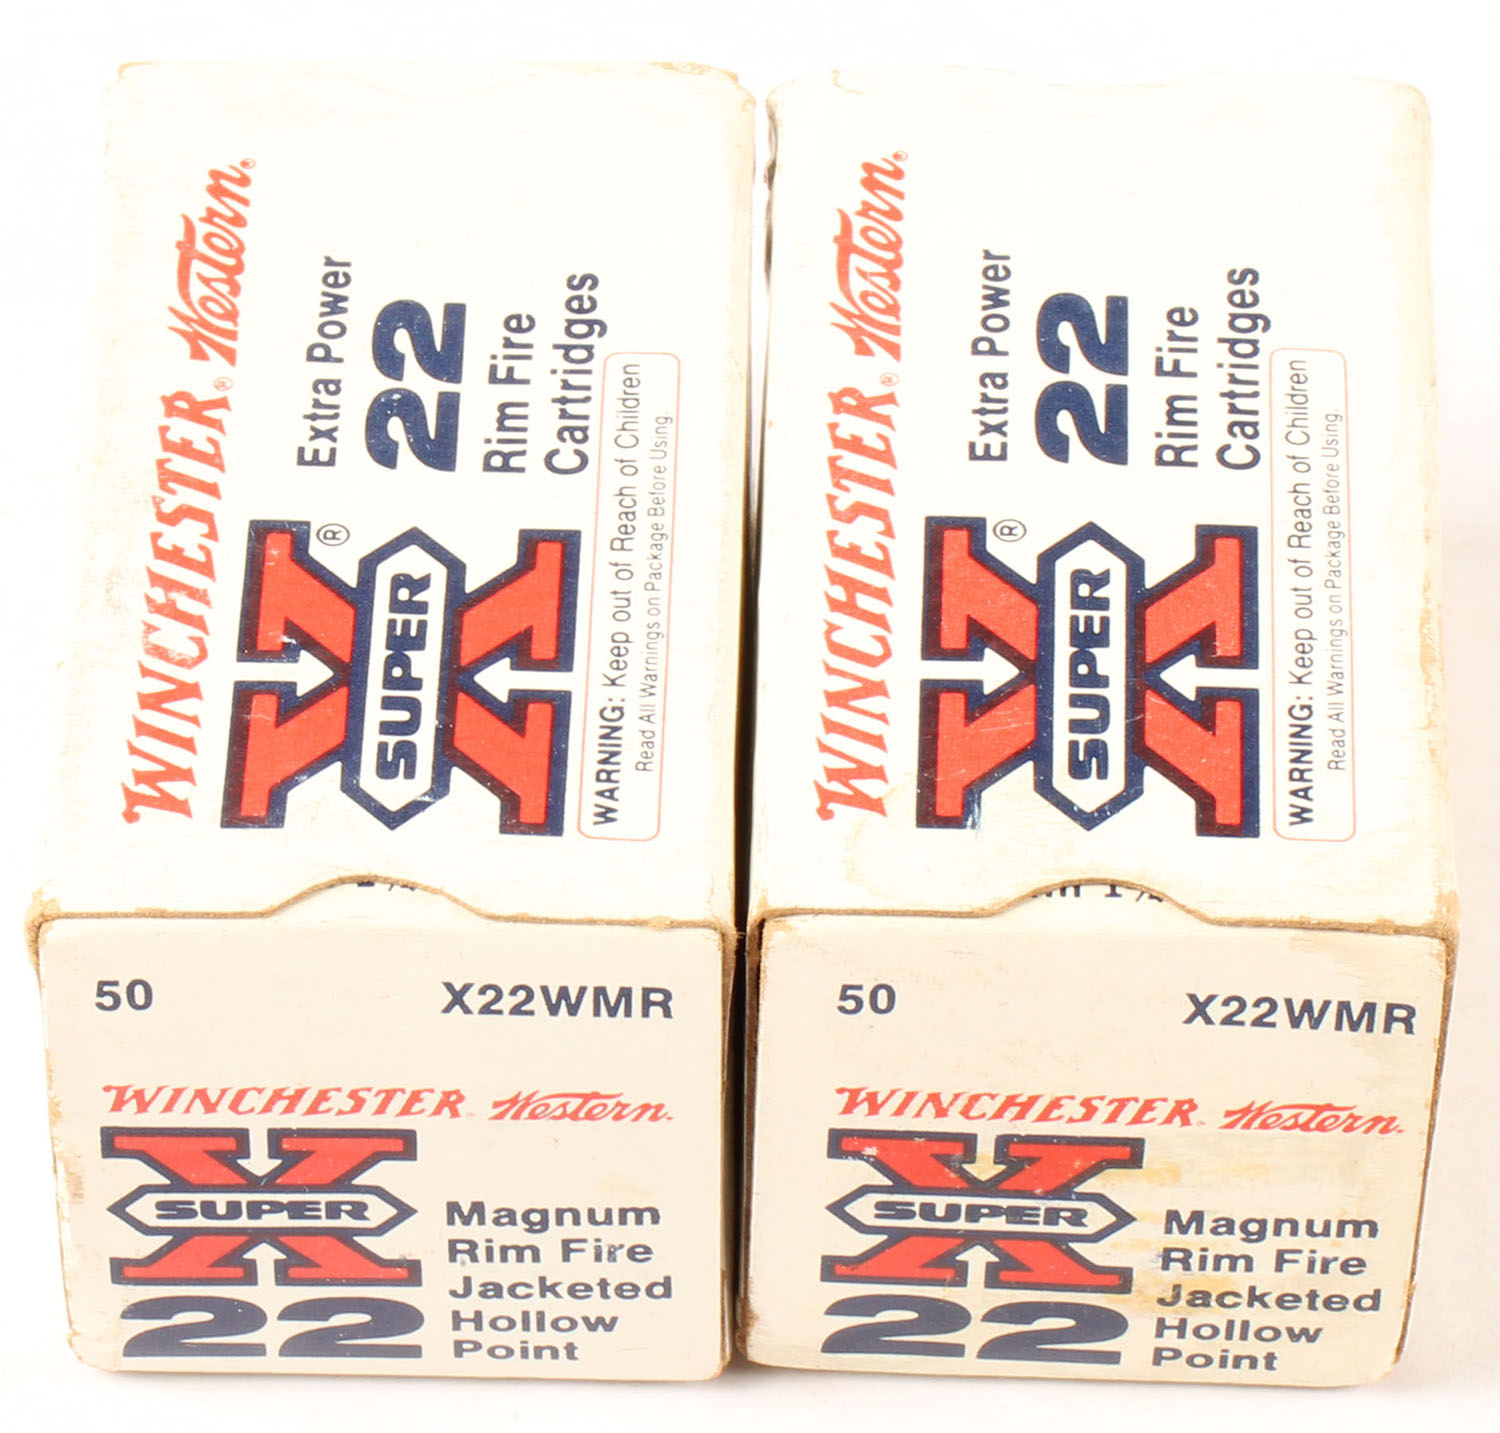 WINCHESTER® Western®
Extra Power
22
Rim Fire
Cartridges
X®
SUPER
WARNING: Keep out of Reach of Children
Read All Warnings on Package Before Using.
50 X22WMR
WINCHESTER Western.
X
SUPER
22
Magnum
Rim Fire
Jacketed
Hollow
Point
WINCHESTER® Western®
Extra Power
22
Rim Fire
Cartridges
X®
SUPER
WARNING: Keep out of Reach of Children
Read All Warnings on Package Before Using.
50 X22WMR
WINCHESTER Western.
X
SUPER
22
Magnum
Rim Fire
Jacketed
Hollow
Point